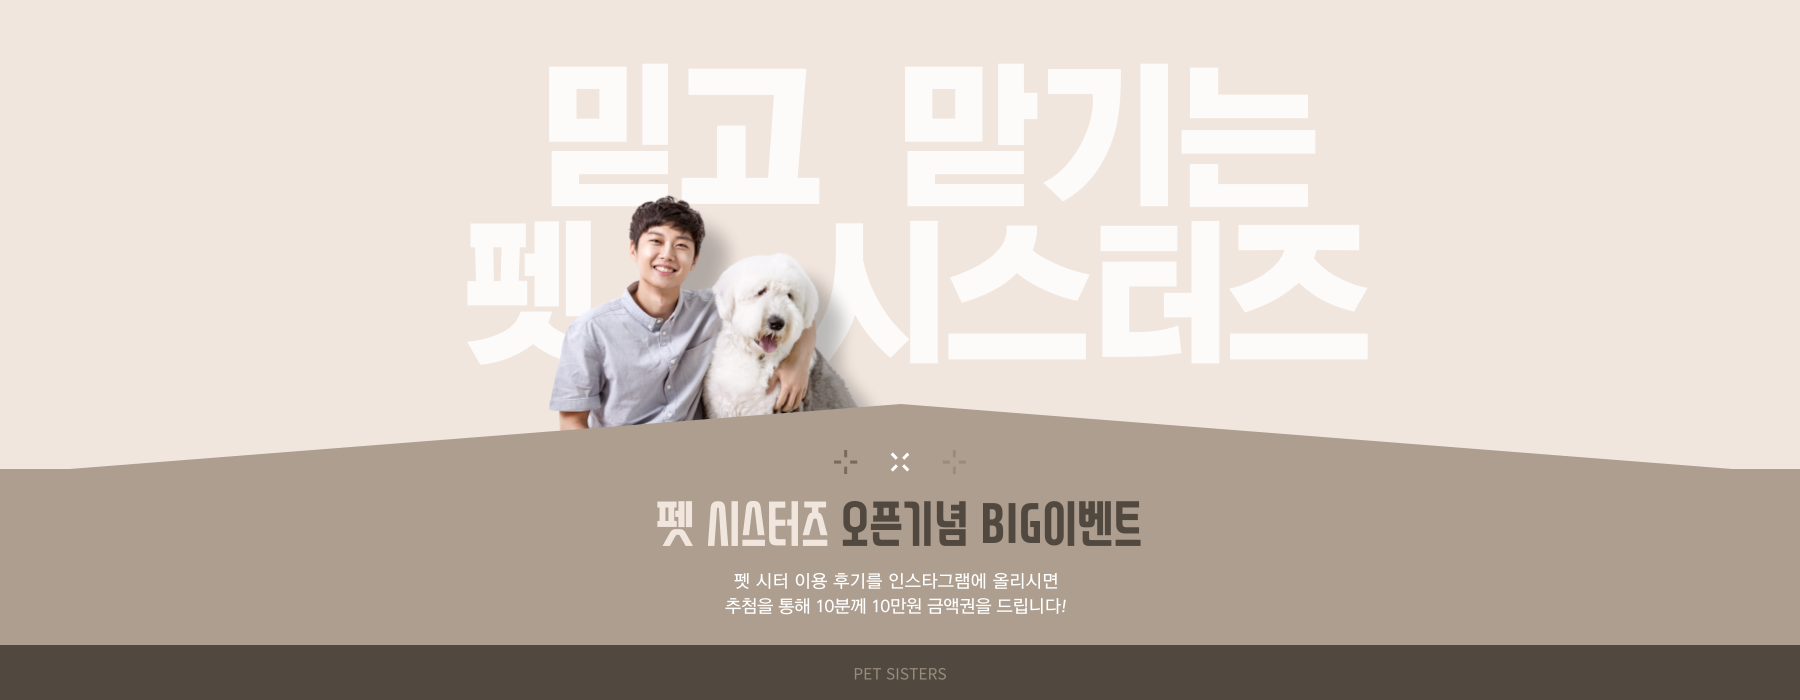 믿고 맡기는
펫 시스터즈
펫 시스터즈 오픈기념 BIG이벤트
펫 시터 이용 후기를 인스타그램에 올리시면
추첨을 통해 10분께 10만원 금액권을 드립니다!
PET SISTERS